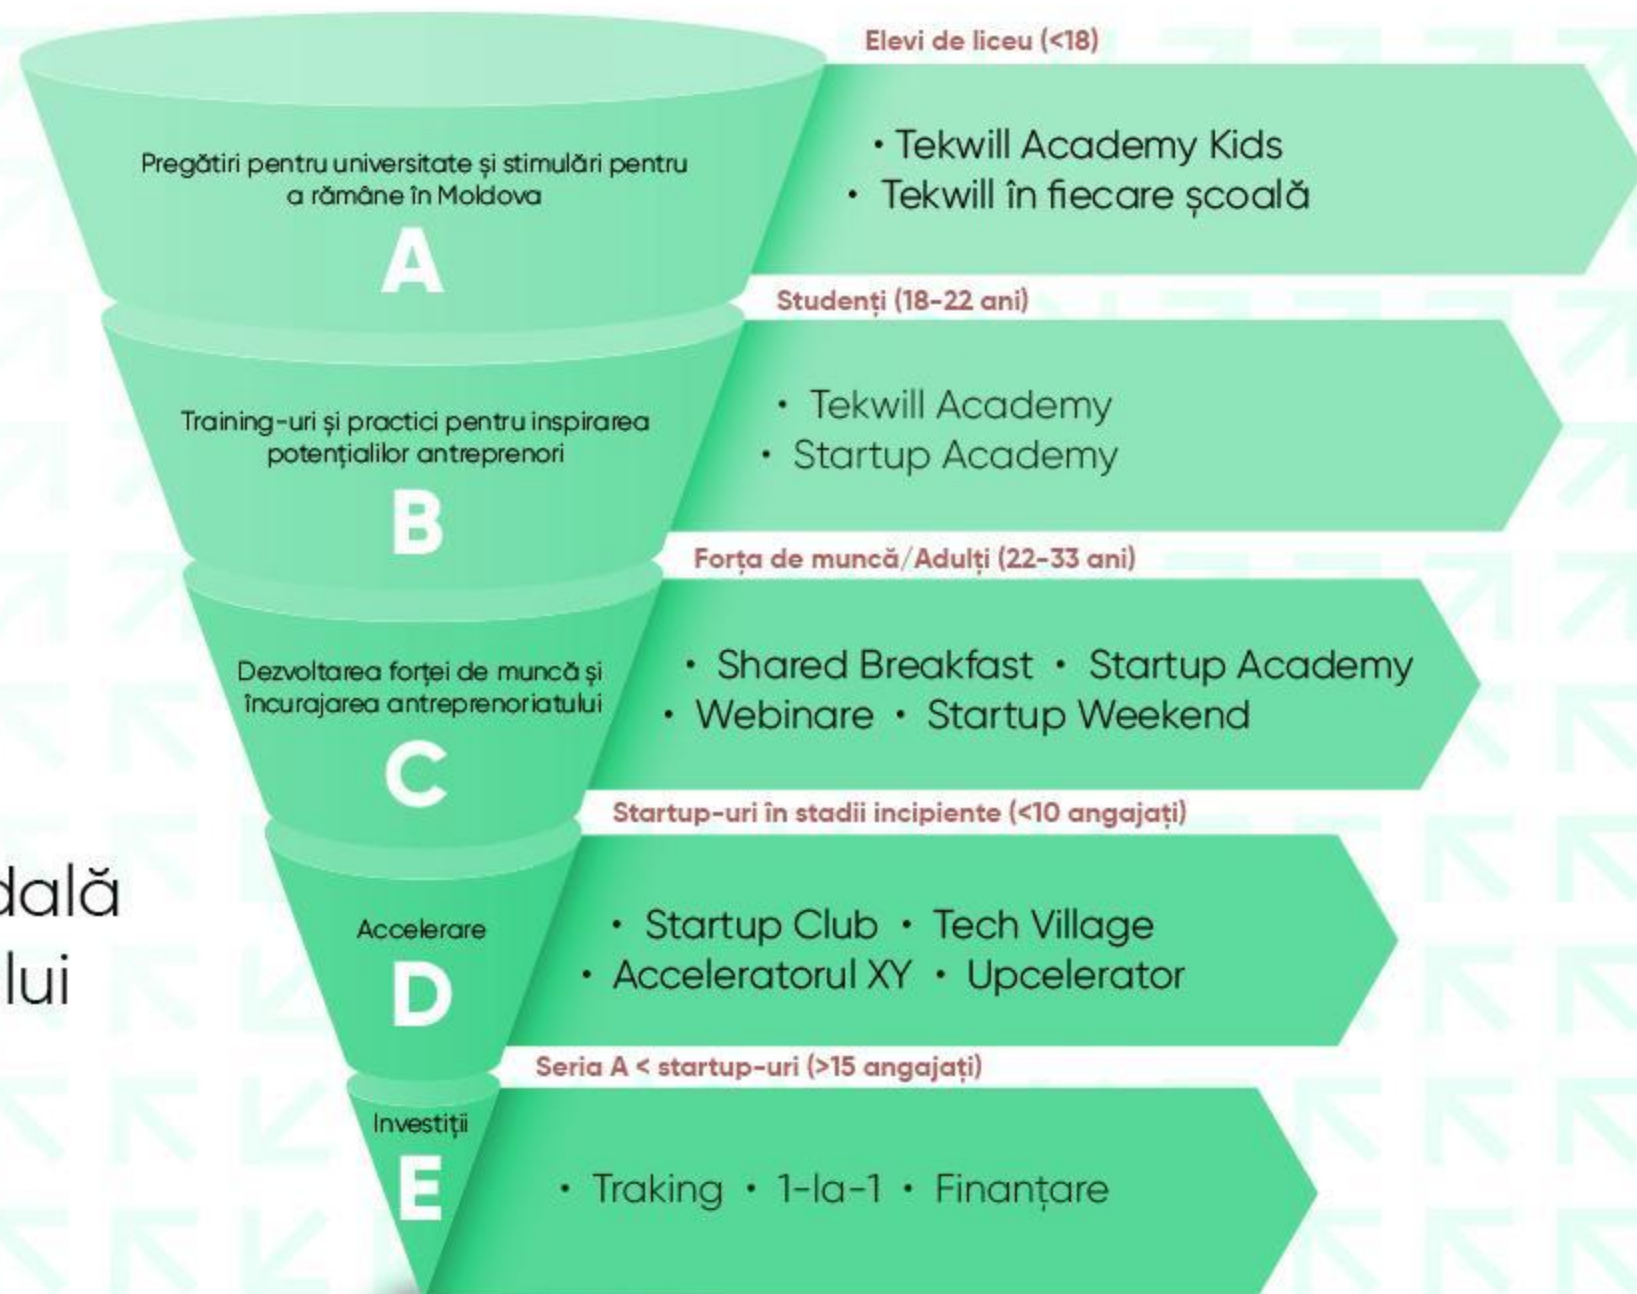 Elevi de liceu (<18)
Pregătiri pentru universitate și stimulări pentru
a rămâne în Moldova
A
• Tekwill Academy Kids
• Tekwill în fiecare școală
Studenți (18-22 ani)
Training-uri și practici pentru inspirarea
potențialilor antreprenori
B
• Tekwill Academy
• Startup Academy
Forța de muncă/Adulți (22-33 ani)
Dezvoltarea forței de muncă și
încurajarea antreprenoriatului
C
• Shared Breakfast • Startup Academy
• Webinare • Startup Weekend
Startup-uri în stadii incipiente (<10 angajați)
Accelerare
D
• Startup Club • Tech Village
• Acceleratorul XY • Upcelerator
Seria A < startup-uri (>15 angajați)
Investiții
E
• Traking • 1-la-1 • Finanțare
dală
lui